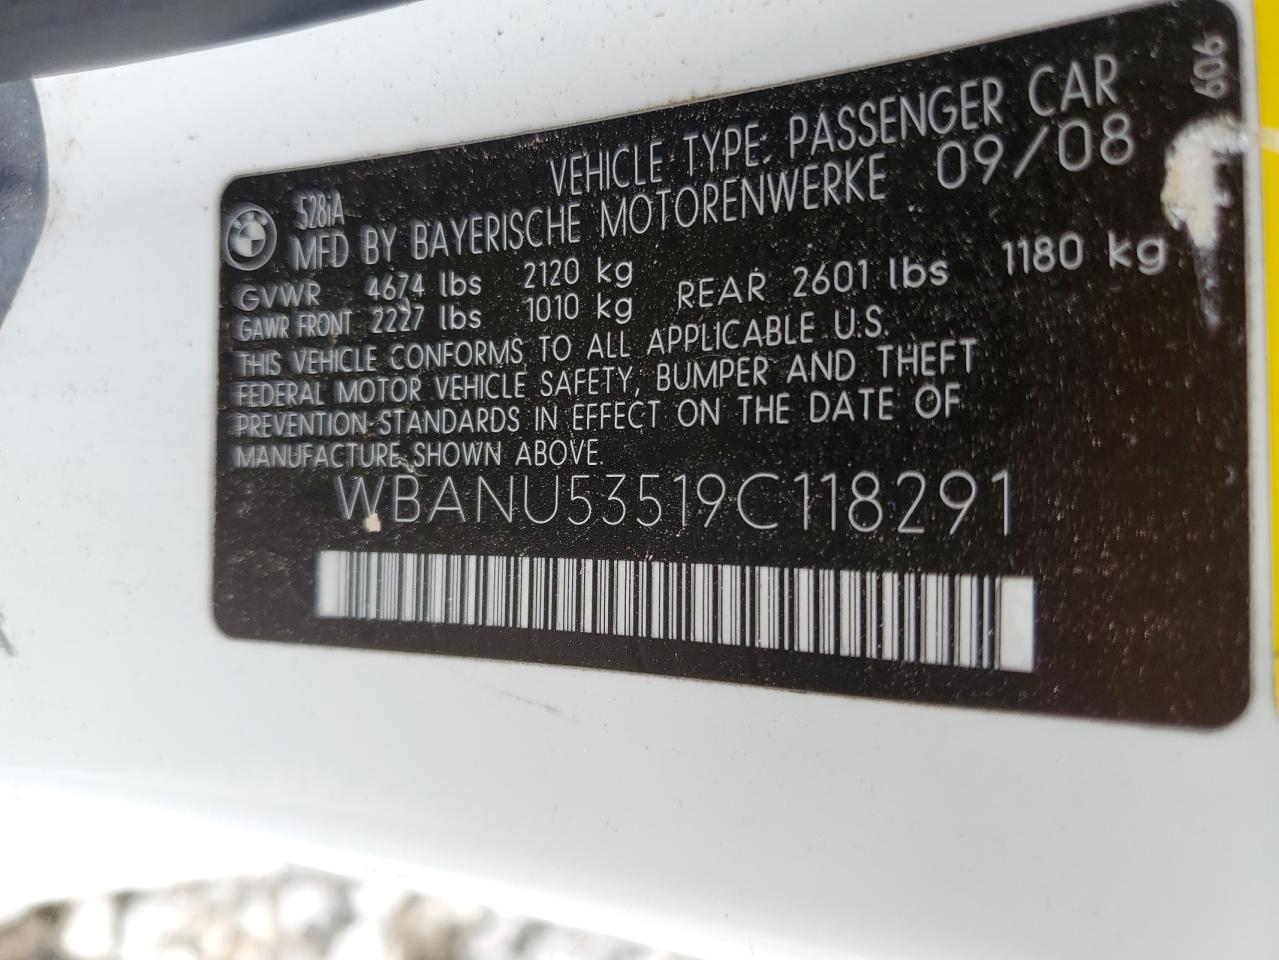 606
VEHICLE TYPE: PASSENGER CAR
528iA
MFD BY BAYERISCHE MOTORENWERKE 09/08
GVWR 4674 lbs 2120 kg
GAWR FRONT 2227 lbs 1010 kg REAR 2601 lbs 1180 kg
THIS VEHICLE CONFORMS TO ALL APPLICABLE U.S.
FEDERAL MOTOR VEHICLE SAFETY, BUMPER AND THEFT
PREVENTION STANDARDS IN EFFECT ON THE DATE OF
MANUFACTURE SHOWN ABOVE
WBANU53519C118291